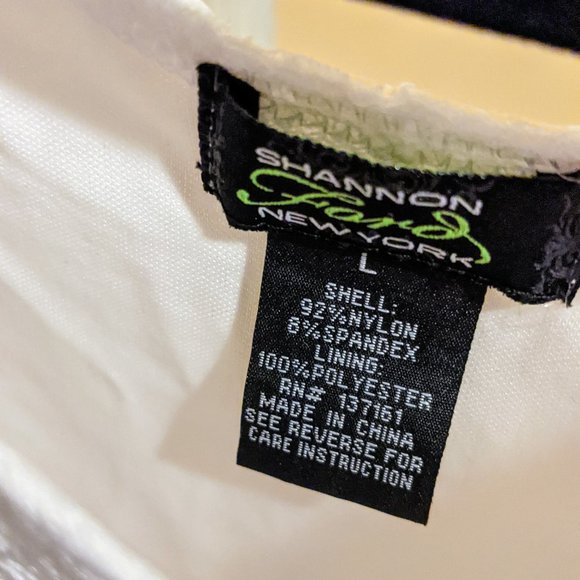 SHANNON
Ford
NEW YORK
L
SHELL:
92%NYLON
8%SPANDEX
LINING:
100%POLYESTER
RN# 137161
MADE IN CHINA
SEE REVERSE FOR
CARE INSTRUCTION